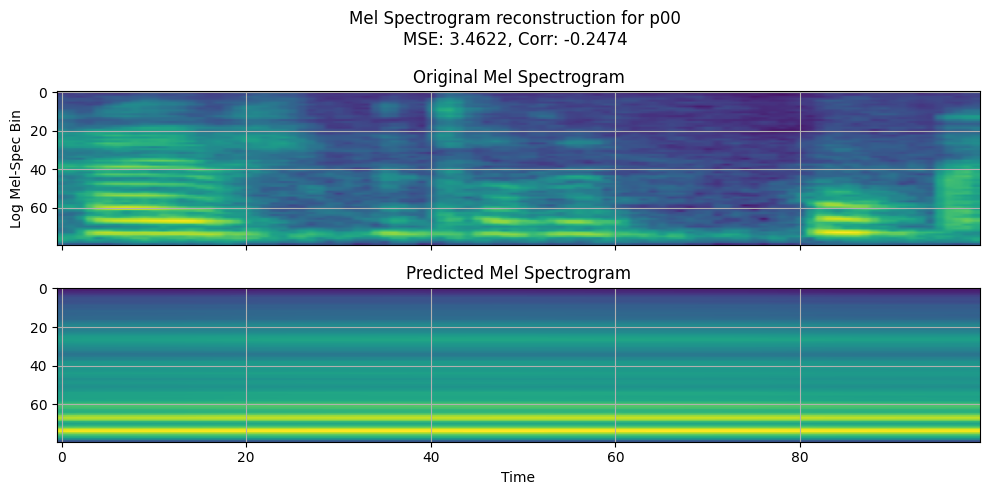 Mel Spectrogram reconstruction for p00
MSE: 3.4622, Corr: -0.2474
Original Mel Spectrogram
0
20
40
60
Log Mel-Spec Bin
Predicted Mel Spectrogram
0
20
40
60
0 20 40 60 80
Time